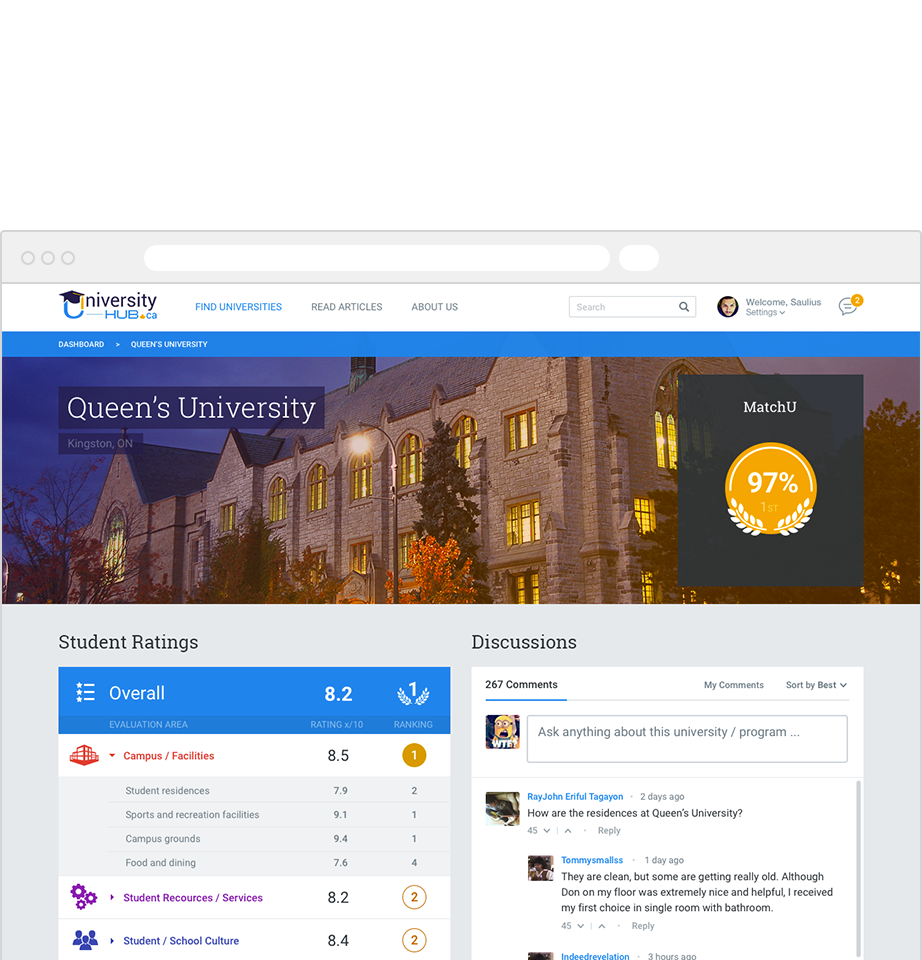 University
HUB.ca
FIND UNIVERSITIES
READ ARTICLES
ABOUT US
Search
Welcome, Saulius
Settings
2
DASHBOARD > QUEEN'S UNIVERSITY
Queen's University
Kingston, ON
MatchU
97%
1ST
Student Ratings
Overall 8.2 1
EVALUATION AREA RATING x/10 RANKING
Campus / Facilities 8.5 1
Student residences 7.9 2
Sports and recreation facilities 9.1 1
Campus grounds 9.4 1
Food and dining 7.6 4
Student Recources / Services 8.2 2
Student / School Culture 8.4 2
Discussions
267 Comments My Comments Sort by Best
WTF
Ask anything about this university / program ...
RayJohn Eriful Tagayon · 2 days ago
How are the residences at Queen's University?
45 | · Reply
Tommysmallss · 1 day ago
They are clean, but some are getting really old. Although
Don on my floor was extremely nice and helpful, I received
my first choice in single room with bathroom.
45 | · Reply
Indeedrevelation · 3 hours ago